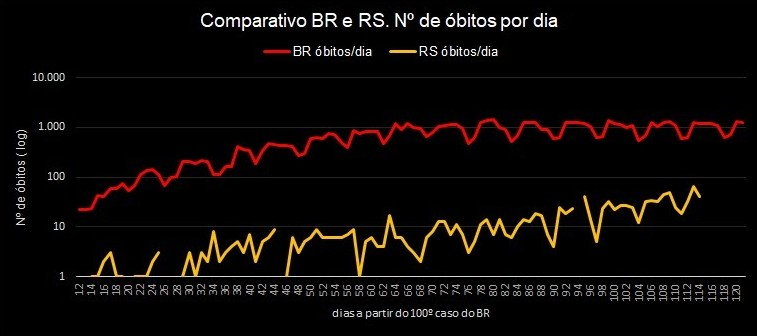 Comparativo BR e RS. Nº de óbitos por dia
BR óbitos/dia RS óbitos/dia
10.000
1.000
100
10
1
Nº de óbitos ( log)
12 14 16 18 20 22 24 26 28 30 32 34 36 38 40 42 44 46 48 50 52 54 56 58 60 62 64 66 68 70 72 74 76 78 80 82 84 86 88 90 92 94 96 98 100 102 104 106 108 110 112 114 116 118 120
dias a partir do 100º caso do BR